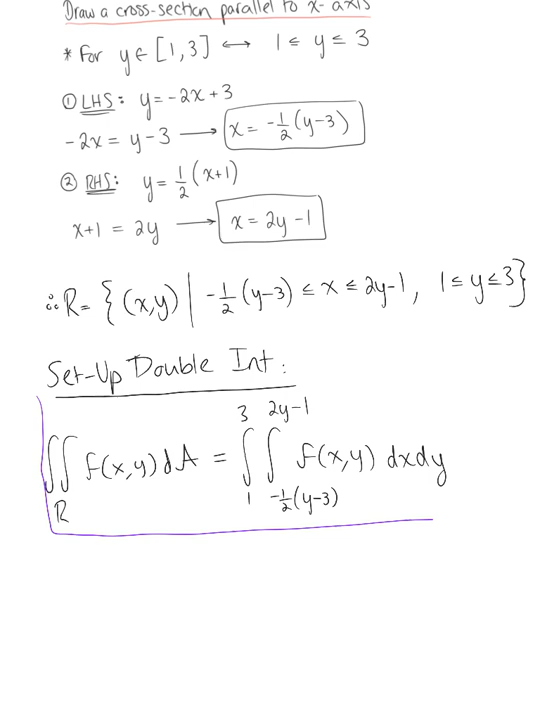 Draw a cross-section parallel to x-axis
* For y ∈ [1,3] ⟷ 1 ≤ y ≤ 3
① LHS: y = -2x + 3
-2x = y - 3 ⟶ x = -1/2 (y-3)
② RHS: y = 1/2 (x+1)
x+1 = 2y ⟶ x = 2y - 1
∴ R = { (x,y) | -1/2 (y-3) ≤ x ≤ 2y-1, 1 ≤ y ≤ 3 }
Set-Up Double Int:
∬_R f(x,y) dA = ∫_1^3 ∫_{-1/2 (y-3)}^{2y-1} f(x,y) dx dy